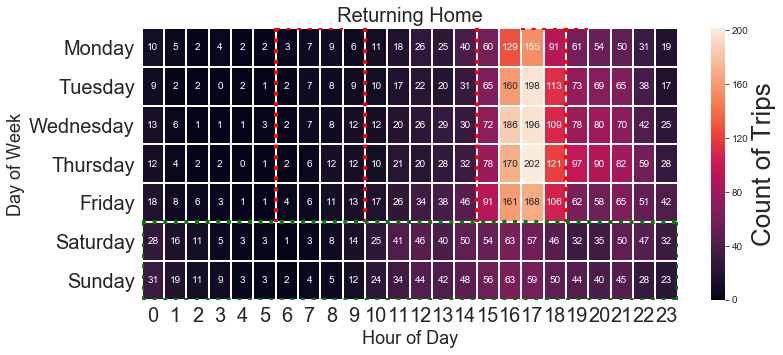 Returning Home
Monday 10 5 2 4 2 2 3 7 9 6 11 18 26 25 40 60 129 155 91 61 54 50 31 19
Tuesday 9 2 2 0 2 1 2 7 8 9 10 17 22 20 31 65 160 198 113 73 69 65 38 17
Wednesday 13 6 1 1 1 3 2 7 8 12 12 20 26 29 30 72 186 196 109 78 80 70 42 25
Thursday 12 4 2 2 0 1 2 6 12 12 10 21 20 28 32 78 170 202 121 97 90 82 59 28
Friday 18 8 6 3 1 1 4 6 11 13 17 26 34 38 46 91 161 168 106 62 58 65 51 42
Saturday 28 16 11 5 3 3 1 3 8 14 25 41 46 40 50 54 63 57 46 32 35 50 47 32
Sunday 31 19 11 9 3 3 2 4 5 12 24 34 44 42 48 56 63 59 50 44 40 45 28 23
0 1 2 3 4 5 6 7 8 9 10 11 12 13 14 15 16 17 18 19 20 21 22 23
Hour of Day
Day of Week
200
160
120
80
40
0
Count of Trips